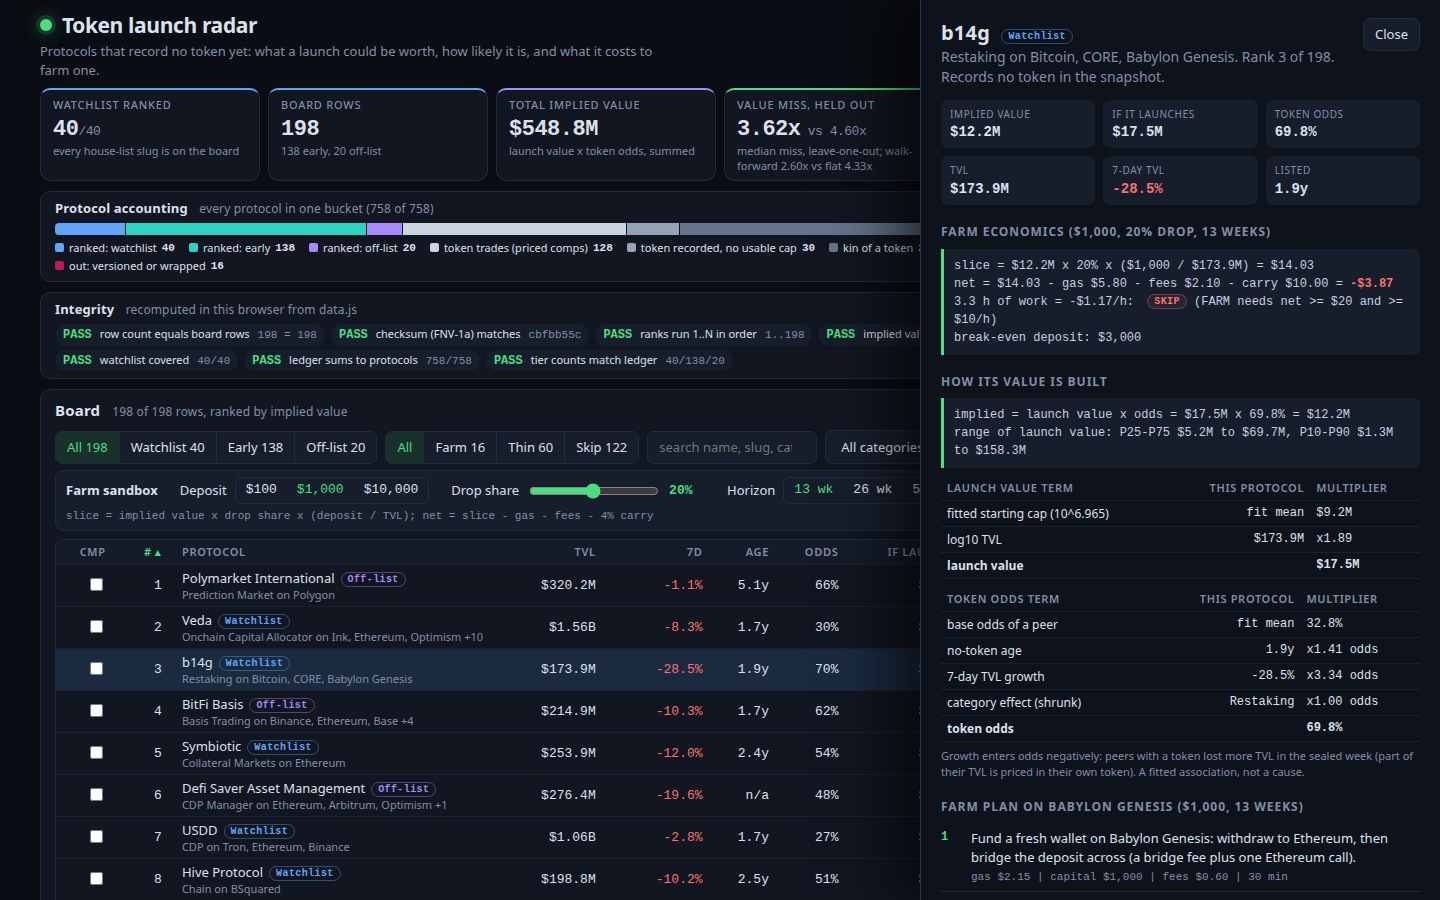 Token launch radar
Protocols that record no token yet: what a launch could be worth, how likely it is, and what it costs to
farm one.
WATCHLIST RANKED
40/40
every house-list slug is on the board
BOARD ROWS
198
138 early, 20 off-list
TOTAL IMPLIED VALUE
$548.8M
launch value x token odds, summed
VALUE MISS, HELD OUT
3.62x vs 4.60x
median miss, leave-one-out; walk-
forward 2.60x vs flat 4.33x
Protocol accounting every protocol in one bucket (758 of 758)
ranked: watchlist 40 ranked: early 138 ranked: off-list 20 token trades (priced comps) 128 token recorded, no usable cap 30 kin of a token
out: versioned or wrapped 16
Integrity recomputed in this browser from data.js
PASS row count equals board rows 198 = 198 PASS checksum (FNV-1a) matches cbfbb55c PASS ranks run 1..N in order 1..198 PASS implied val
PASS watchlist covered 40/40 PASS ledger sums to protocols 758/758 PASS tier counts match ledger 40/138/20
Board 198 of 198 rows, ranked by implied value
All 198 Watchlist 40 Early 138 Off-list 20 All Farm 16 Thin 60 Skip 122 search name, slug, cat All categories
Farm sandbox Deposit $100 $1,000 $10,000 Drop share 20% Horizon 13 wk 26 wk 5
slice = implied value x drop share x (deposit / TVL); net = slice - gas - fees - 4% carry
CMP # ▲ PROTOCOL TVL 7D AGE ODDS IF LAU
1 Polymarket International Off-list $320.2M -1.1% 5.1y 66%
Prediction Market on Polygon
2 Veda Watchlist $1.56B -8.3% 1.7y 30%
Onchain Capital Allocator on Ink, Ethereum, Optimism +10
3 b14g Watchlist $173.9M -28.5% 1.9y 70%
Restaking on Bitcoin, CORE, Babylon Genesis
4 BitFi Basis Off-list $214.9M -10.3% 1.7y 62%
Basis Trading on Binance, Ethereum, Base +4
5 Symbiotic Watchlist $253.9M -12.0% 2.4y 54%
Collateral Markets on Ethereum
6 Defi Saver Asset Management Off-list $276.4M -19.6% n/a 48%
CDP Manager on Ethereum, Arbitrum, Optimism +1
7 USDD Watchlist $1.06B -2.8% 1.7y 27%
CDP on Tron, Ethereum, Binance
8 Hive Protocol Watchlist $198.8M -10.2% 2.5y 51%
Chain on BSquared
b14g Watchlist
Close
Restaking on Bitcoin, CORE, Babylon Genesis. Rank 3 of 198.
Records no token in the snapshot.
IMPLIED VALUE
$12.2M
IF IT LAUNCHES
$17.5M
TOKEN ODDS
69.8%
TVL
$173.9M
7-DAY TVL
-28.5%
LISTED
1.9y
FARM ECONOMICS ($1,000, 20% DROP, 13 WEEKS)
slice = $12.2M x 20% x ($1,000 / $173.9M) = $14.03
net = $14.03 - gas $5.80 - fees $2.10 - carry $10.00 = -$3.87
3.3 h of work = -$1.17/h: SKIP (FARM needs net >= $20 and >=
$10/h)
break-even deposit: $3,000
HOW ITS VALUE IS BUILT
implied = launch value x odds = $17.5M x 69.8% = $12.2M
range of launch value: P25-P75 $5.2M to $69.7M, P10-P90 $1.3M
to $158.3M
LAUNCH VALUE TERM THIS PROTOCOL MULTIPLIER
fitted starting cap (10^6.965) fit mean $9.2M
log10 TVL $173.9M x1.89
launch value $17.5M
TOKEN ODDS TERM THIS PROTOCOL MULTIPLIER
base odds of a peer fit mean 32.8%
no-token age 1.9y x1.41 odds
7-day TVL growth -28.5% x3.34 odds
category effect (shrunk) Restaking x1.00 odds
token odds 69.8%
Growth enters odds negatively: peers with a token lost more TVL in the sealed week (part of
their TVL is priced in their own token). A fitted association, not a cause.
FARM PLAN ON BABYLON GENESIS ($1,000, 13 WEEKS)
1 Fund a fresh wallet on Babylon Genesis: withdraw to Ethereum, then
bridge the deposit across (a bridge fee plus one Ethereum call).
gas $2.15 | capital $1,000 | fees $0.60 | 30 min